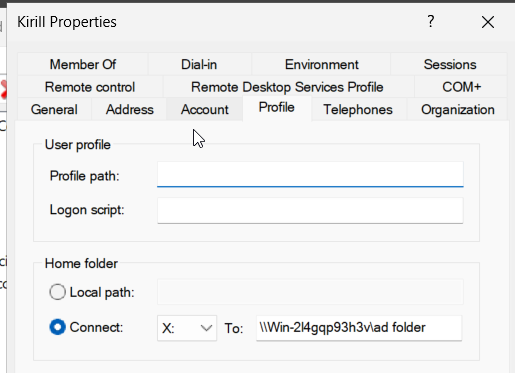 Kirill Properties ?
Member Of Dial-in Environment Sessions
Remote control Remote Desktop Services Profile COM+
General Address Account Profile Telephones Organization
User profile
Profile path:
Logon script:
Home folder
Local path:
Connect: X: To: \\Win-2l4gqp93h3v\ad folder